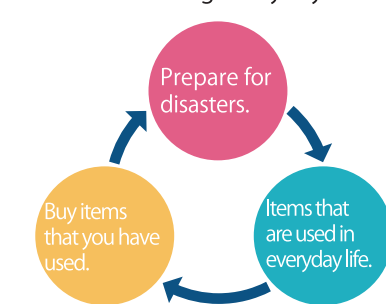 Prepare for
disasters.
Items that
are used in
everyday life.
Buy items
that you have
used.